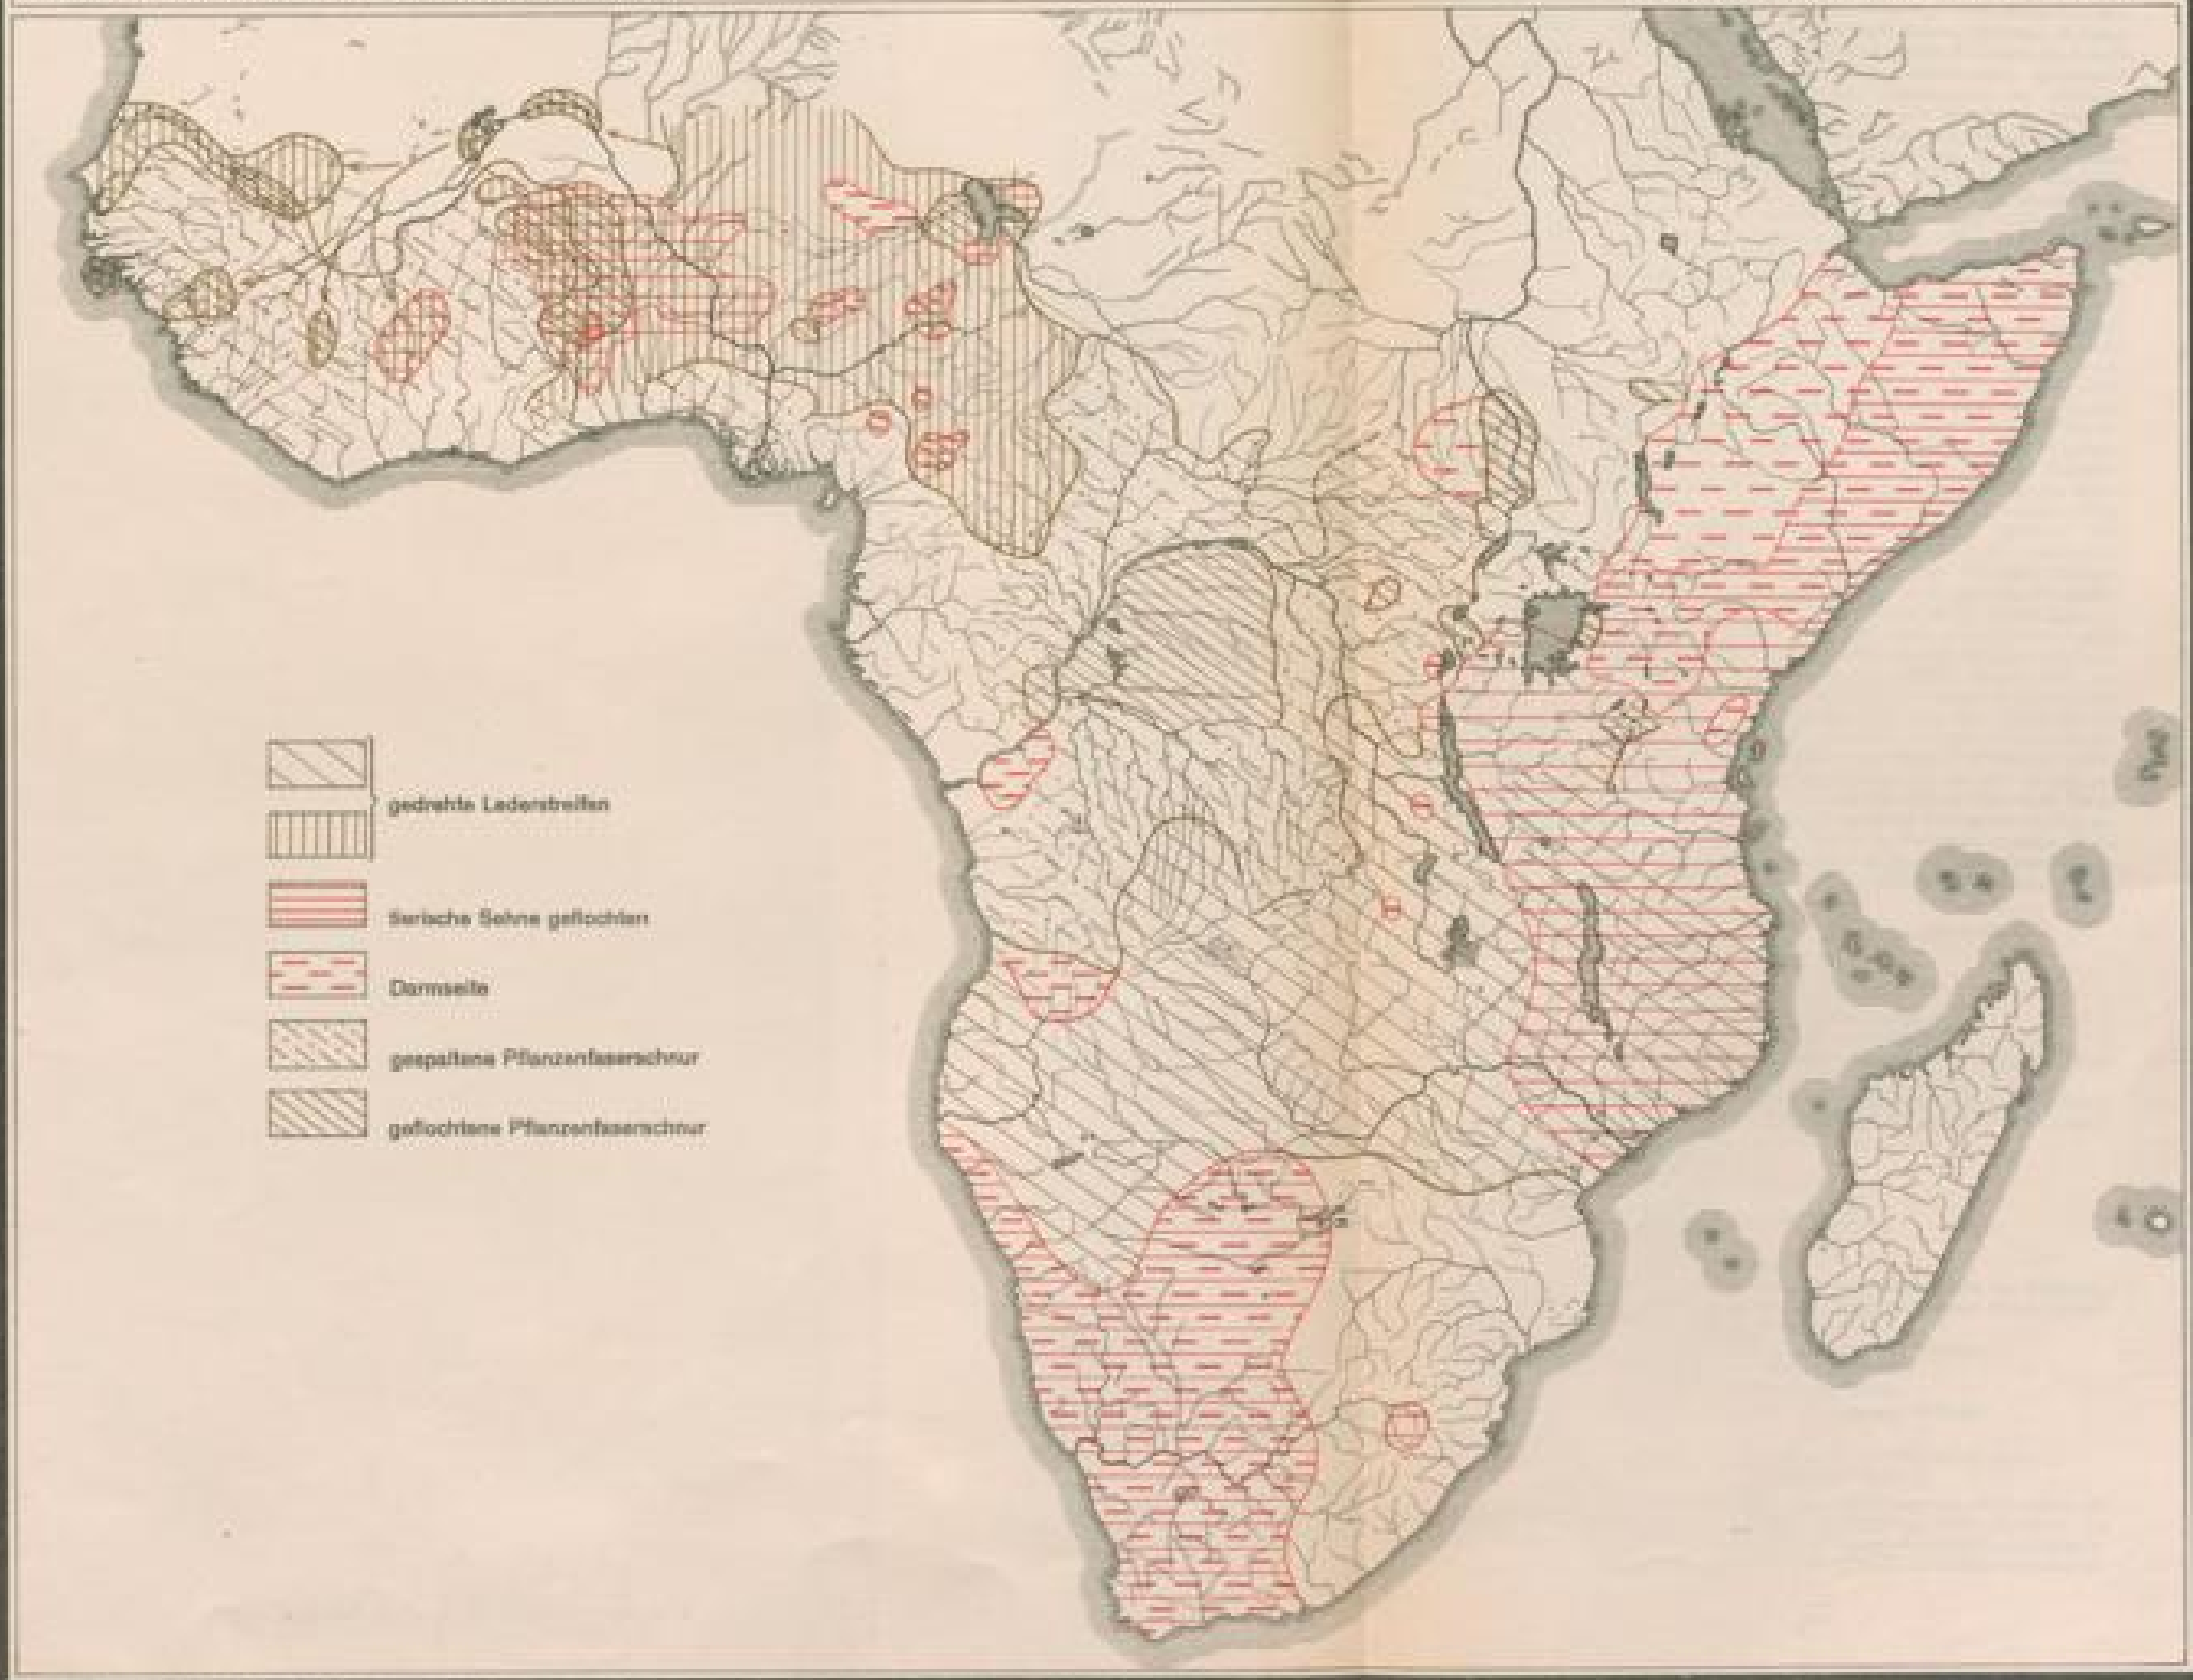 gedrehte Lederstreifen
tierische Sehne geflochten
Darmseite
gespaltene Pflanzenfaserschnur
geflochtene Pflanzenfaserschnur